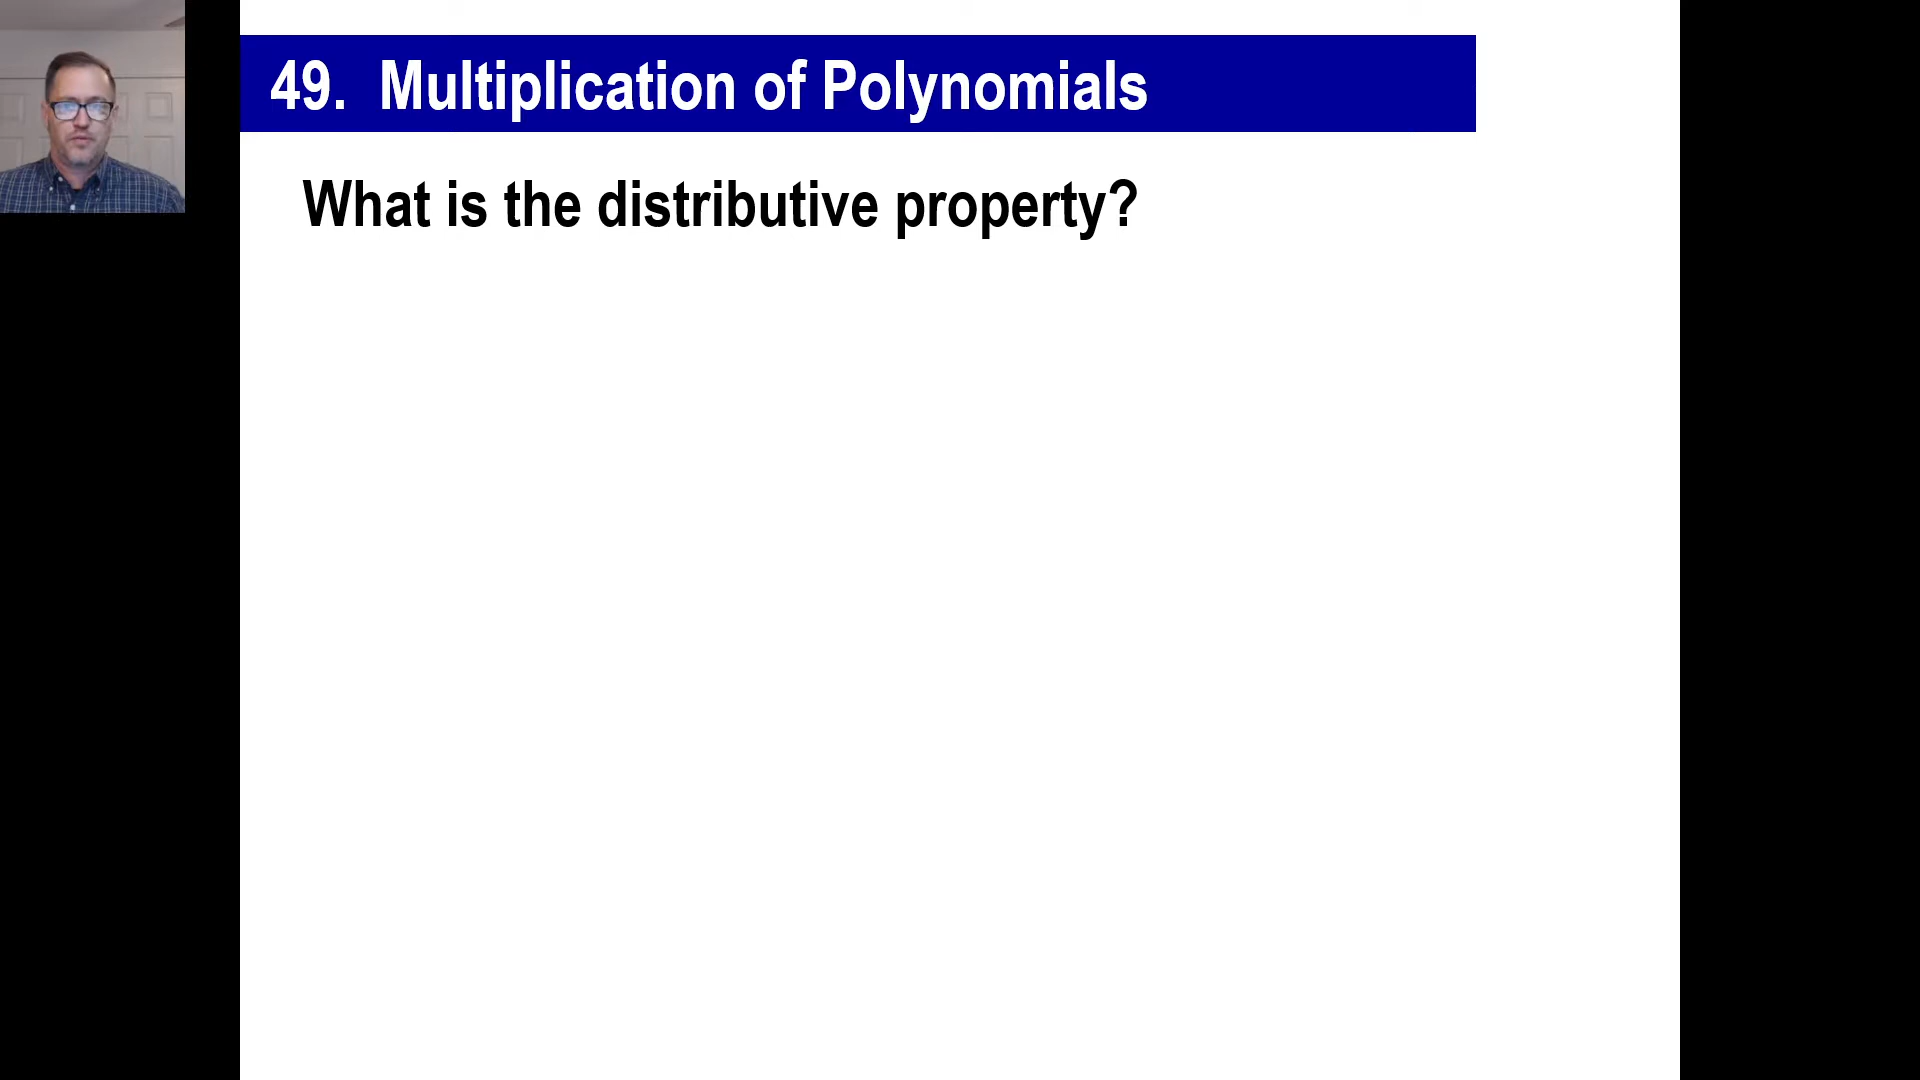 49. Multiplication of Polynomials
What is the distributive property?